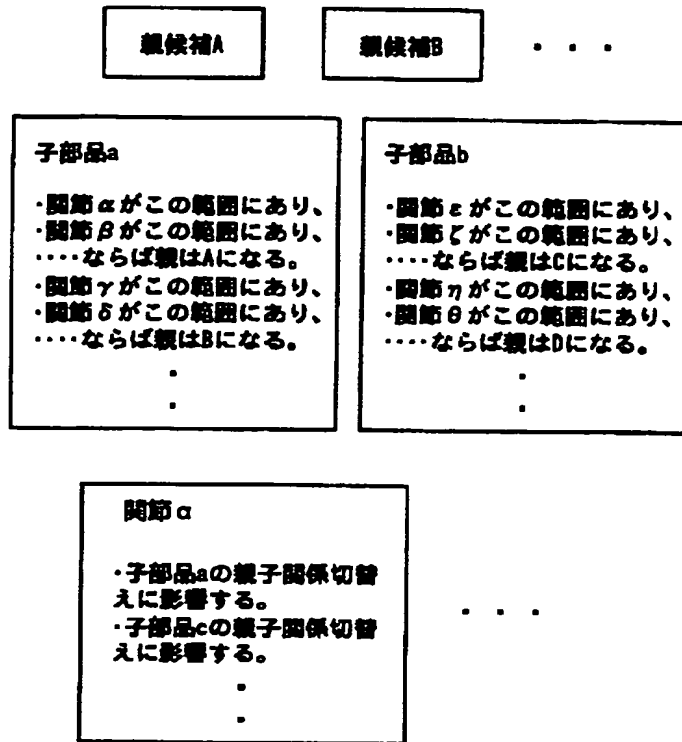 親候補A
親候補B
・・・
子部品a
・関節αがこの範囲にあり、
・関節βがこの範囲にあり、
‥‥ならば親はAになる。
・関節γがこの範囲にあり、
・関節δがこの範囲にあり、
‥‥ならば親はBになる。
・
・
子部品b
・関節εがこの範囲にあり、
・関節ζがこの範囲にあり、
‥‥ならば親はCになる。
・関節ηがこの範囲にあり、
・関節θがこの範囲にあり、
‥‥ならば親はDになる。
・
・
関節α
・子部品aの親子関係切替
えに影響する。
・子部品cの親子関係切替
えに影響する。
・
・
・・・